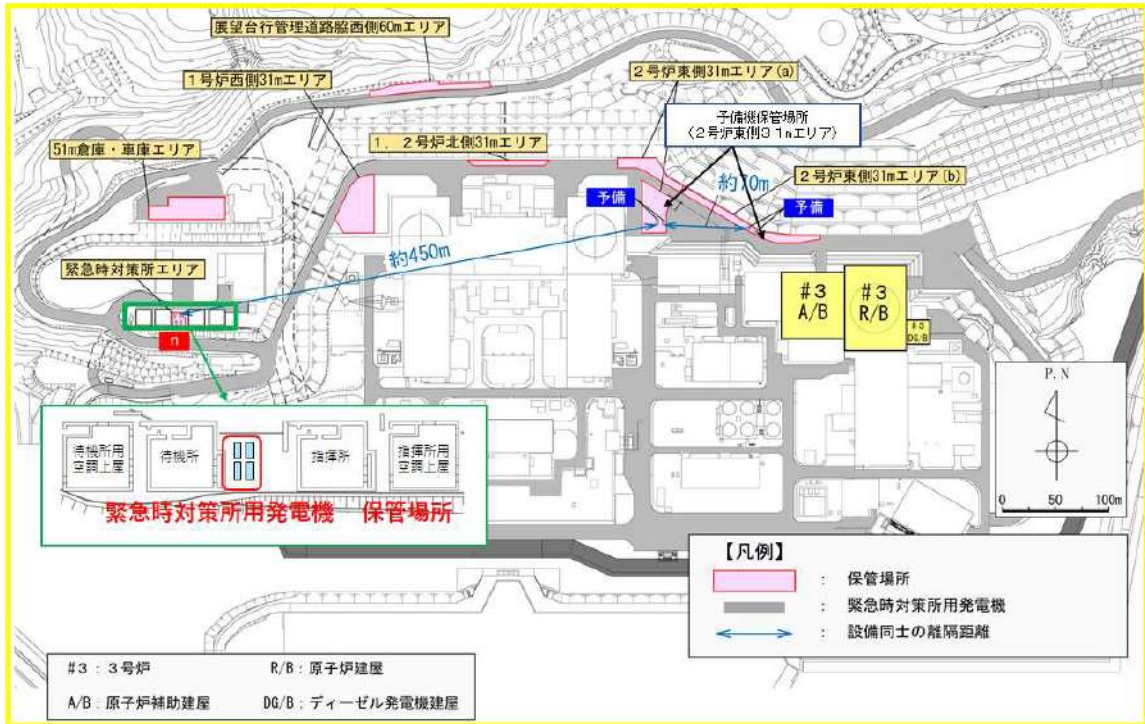 展望台行管理道路脇西側60mエリア
1号炉西側31mエリア
2号炉東側31mエリア(a)
予備機保管場所
(2号炉東側31mエリア)
51m倉庫・車庫エリア
1，2号炉北側31mエリア
約70m
2号炉東側31mエリア(b)
予備
予備
約450m
緊急時対策所エリア
n
#3
A/B
#3
R/B
#3
DG/B
P.N
0 50 100m
待機所用
空調上屋
待機所
指揮所
指揮所用
空調上屋
緊急時対策所用発電機 保管場所
【凡例】
： 保管場所
： 緊急時対策所用発電機
： 設備同士の離隔距離
#3：3号炉
R/B：原子炉建屋
A/B：原子炉補助建屋
DG/B：ディーゼル発電機建屋